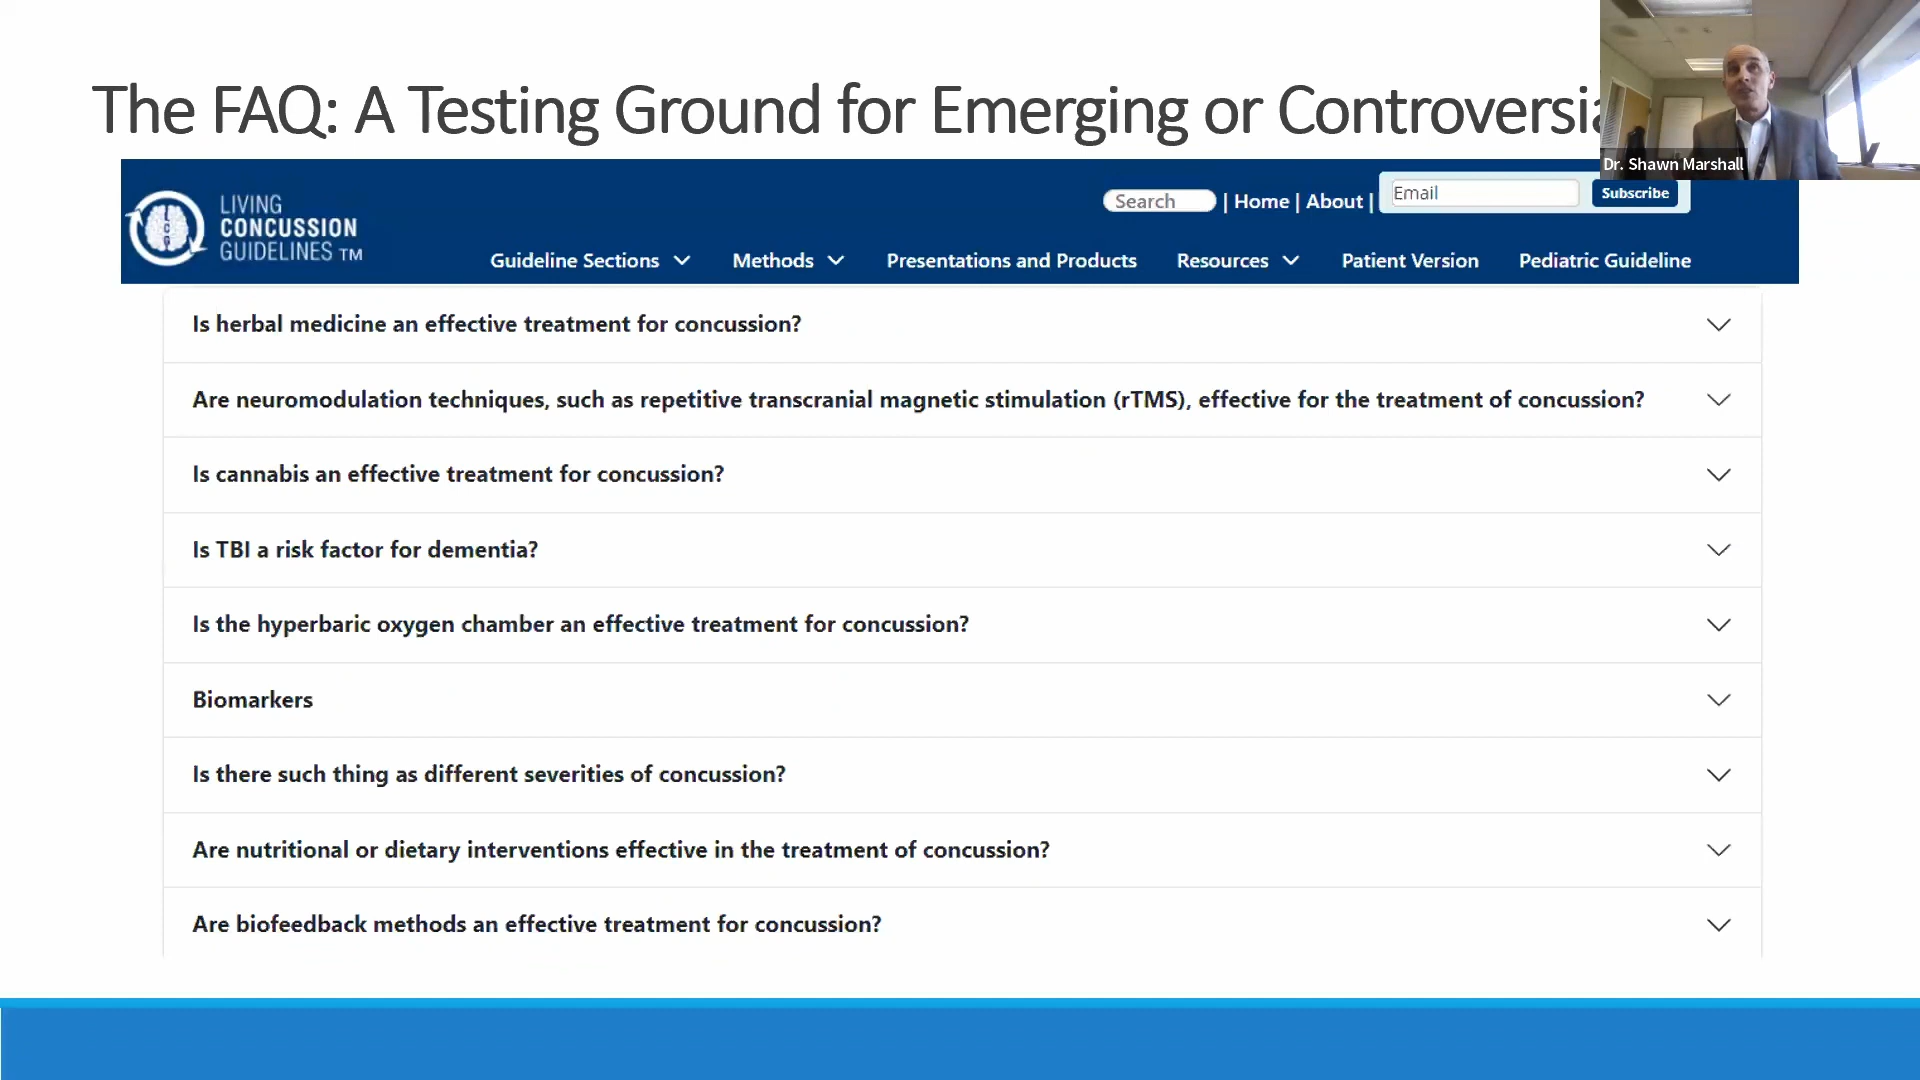 The FAQ: A Testing Ground for Emerging or Controversia
Dr. Shawn Marshall
LIVING
CONCUSSION
GUIDELINES TM
Search | Home | About | Email Subscribe
Guideline Sections Methods Presentations and Products Resources Patient Version Pediatric Guideline
Is herbal medicine an effective treatment for concussion?
Are neuromodulation techniques, such as repetitive transcranial magnetic stimulation (rTMS), effective for the treatment of concussion?
Is cannabis an effective treatment for concussion?
Is TBI a risk factor for dementia?
Is the hyperbaric oxygen chamber an effective treatment for concussion?
Biomarkers
Is there such thing as different severities of concussion?
Are nutritional or dietary interventions effective in the treatment of concussion?
Are biofeedback methods an effective treatment for concussion?